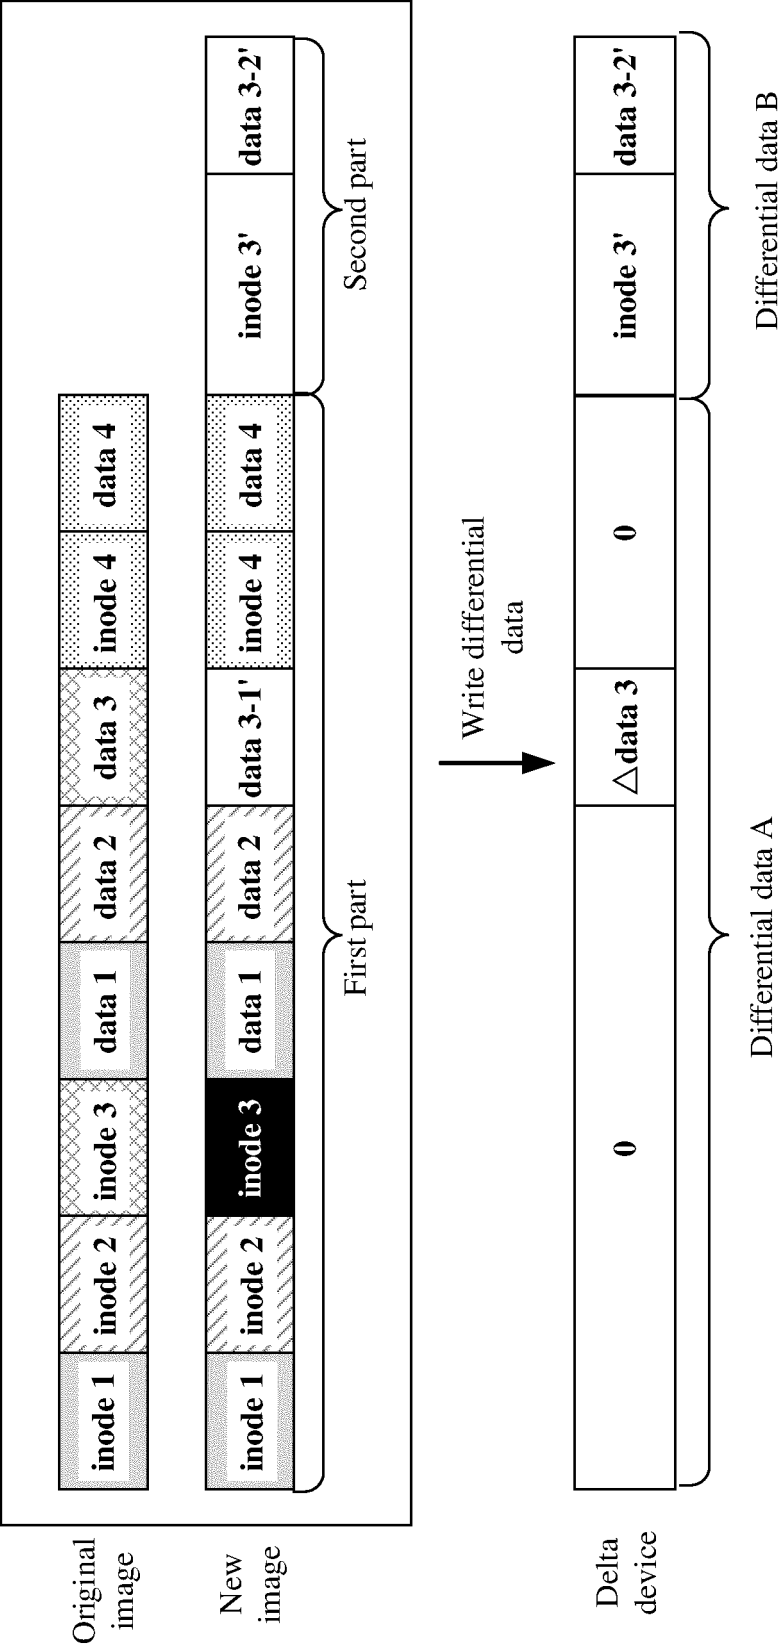 Original
image
inode 1
inode 2
inode 3
data 1
data 2
data 3
inode 4
data 4
New
image
inode 1
inode 2
inode 3
data 1
data 2
data 3-1'
inode 4
data 4
inode 3'
data 3-2'
First part
Second part
Write differential
data
Delta
device
0
△data 3
0
inode 3'
data 3-2'
Differential data A
Differential data B